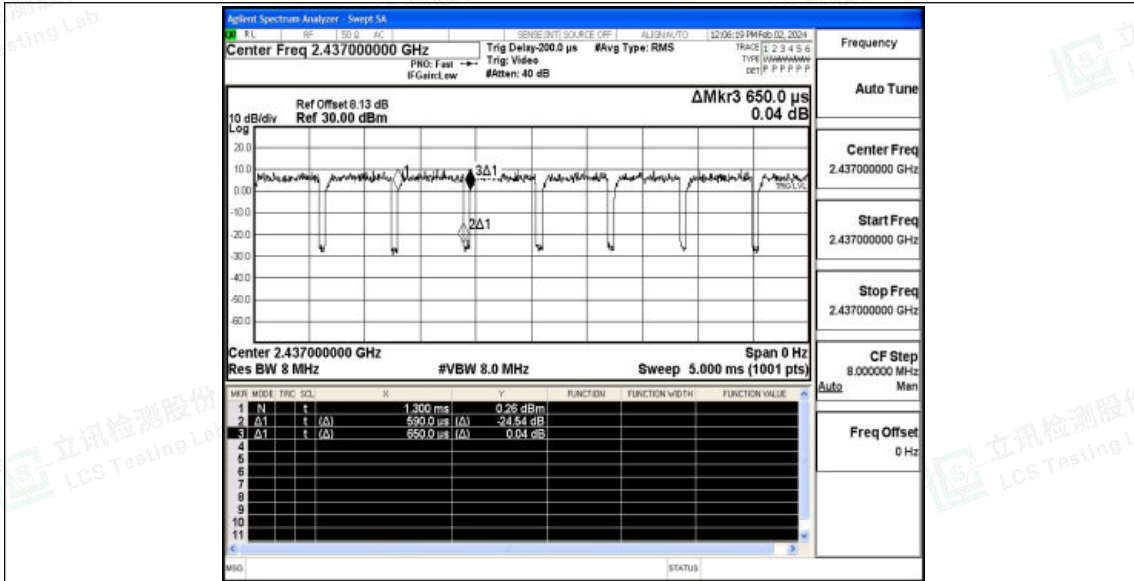 Agilent Spectrum Analyzer - Swept SA
RL RF 50 Ω AC SENSE:INT SOURCE OFF ALIGNAUTO 12:06:19 PM Feb 02, 2024
Center Freq 2.437000000 GHz
PNO: Fast
IFGain:Low
Trig Delay-200.0 µs #Avg Type: RMS
Trig: Video
#Atten: 40 dB
TRACE 1 2 3 4 5 6
TYPE
DET P P P P P P
Ref Offset 8.13 dB
10 dB/div Ref 30.00 dBm
Log
ΔMkr3 650.0 µs
0.04 dB
20.0
10.0
0.00
-10.0
-20.0
-30.0
-40.0
-50.0
-60.0
1
3Δ1
2Δ1
TRIG LVL
Center 2.437000000 GHz Span 0 Hz
Res BW 8 MHz #VBW 8.0 MHz Sweep 5.000 ms (1001 pts)
MKR MODE TRC SCL X Y FUNCTION FUNCTION WIDTH FUNCTION VALUE
1 N t 1.300 ms 0.26 dBm
2 Δ1 t (Δ) 590.0 µs (Δ) -24.54 dB
3 Δ1 t (Δ) 650.0 µs (Δ) 0.04 dB
4
5
6
7
8
9
10
11
MSG STATUS
Frequency
Auto Tune
Center Freq
2.437000000 GHz
Start Freq
2.437000000 GHz
Stop Freq
2.437000000 GHz
CF Step
8.000000 MHz
Auto Man
Freq Offset
0 Hz
立讯检测股份
LCS Testing Lab
立讯检测股份
LCS Testing L
sting Lab